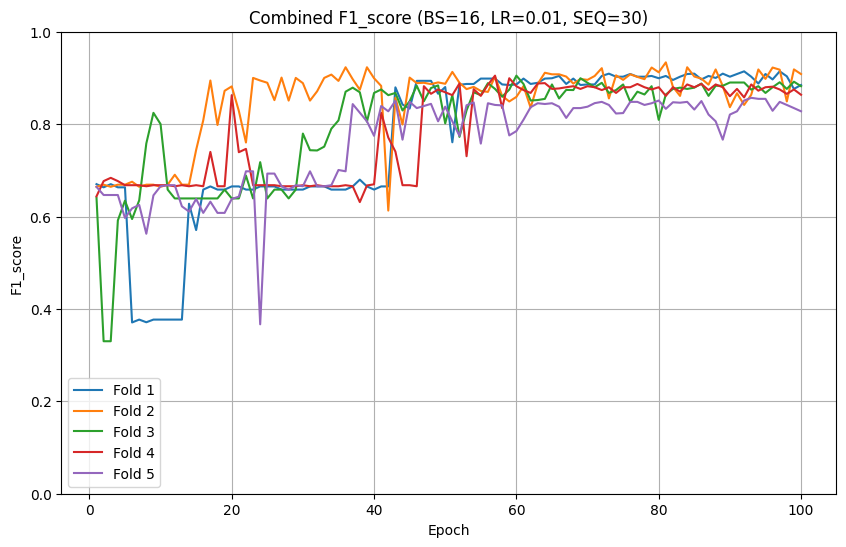 Combined F1_score (BS=16, LR=0.01, SEQ=30)
F1_score
1.0
0.8
0.6
0.4
0.2
0.0
Fold 1
Fold 2
Fold 3
Fold 4
Fold 5
0 20 40 60 80 100
Epoch